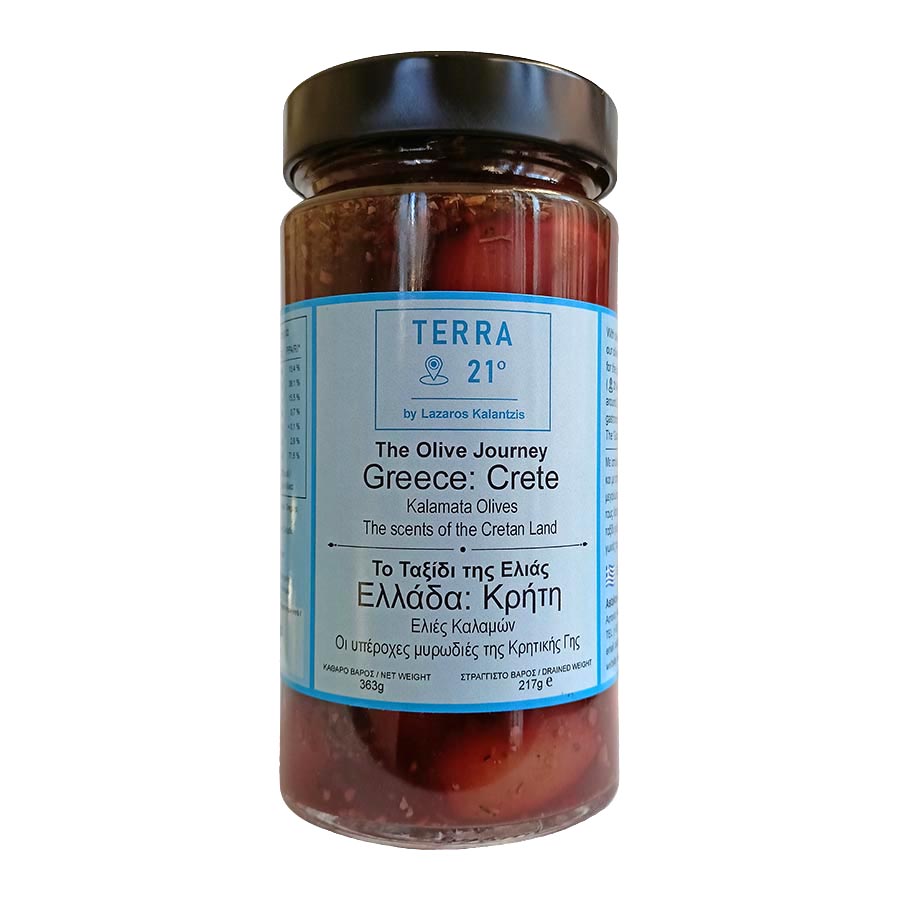 TERRA
21°
by Lazaros Kalantzis
The Olive Journey
Greece: Crete
Kalamata Olives
The scents of the Cretan Land
Το Ταξίδι της Ελιάς
Ελλάδα: Κρήτη
Ελιές Καλαμών
Οι υπέροχες μυρωδιές της Κρητικής Γης
ΚΑΘΑΡΟ ΒΑΡΟΣ / NET WEIGHT
363g
ΣΤΡΑΓΓΙΣΤΟ ΒΑΡΟΣ / DRAINED WEIGHT
217g e